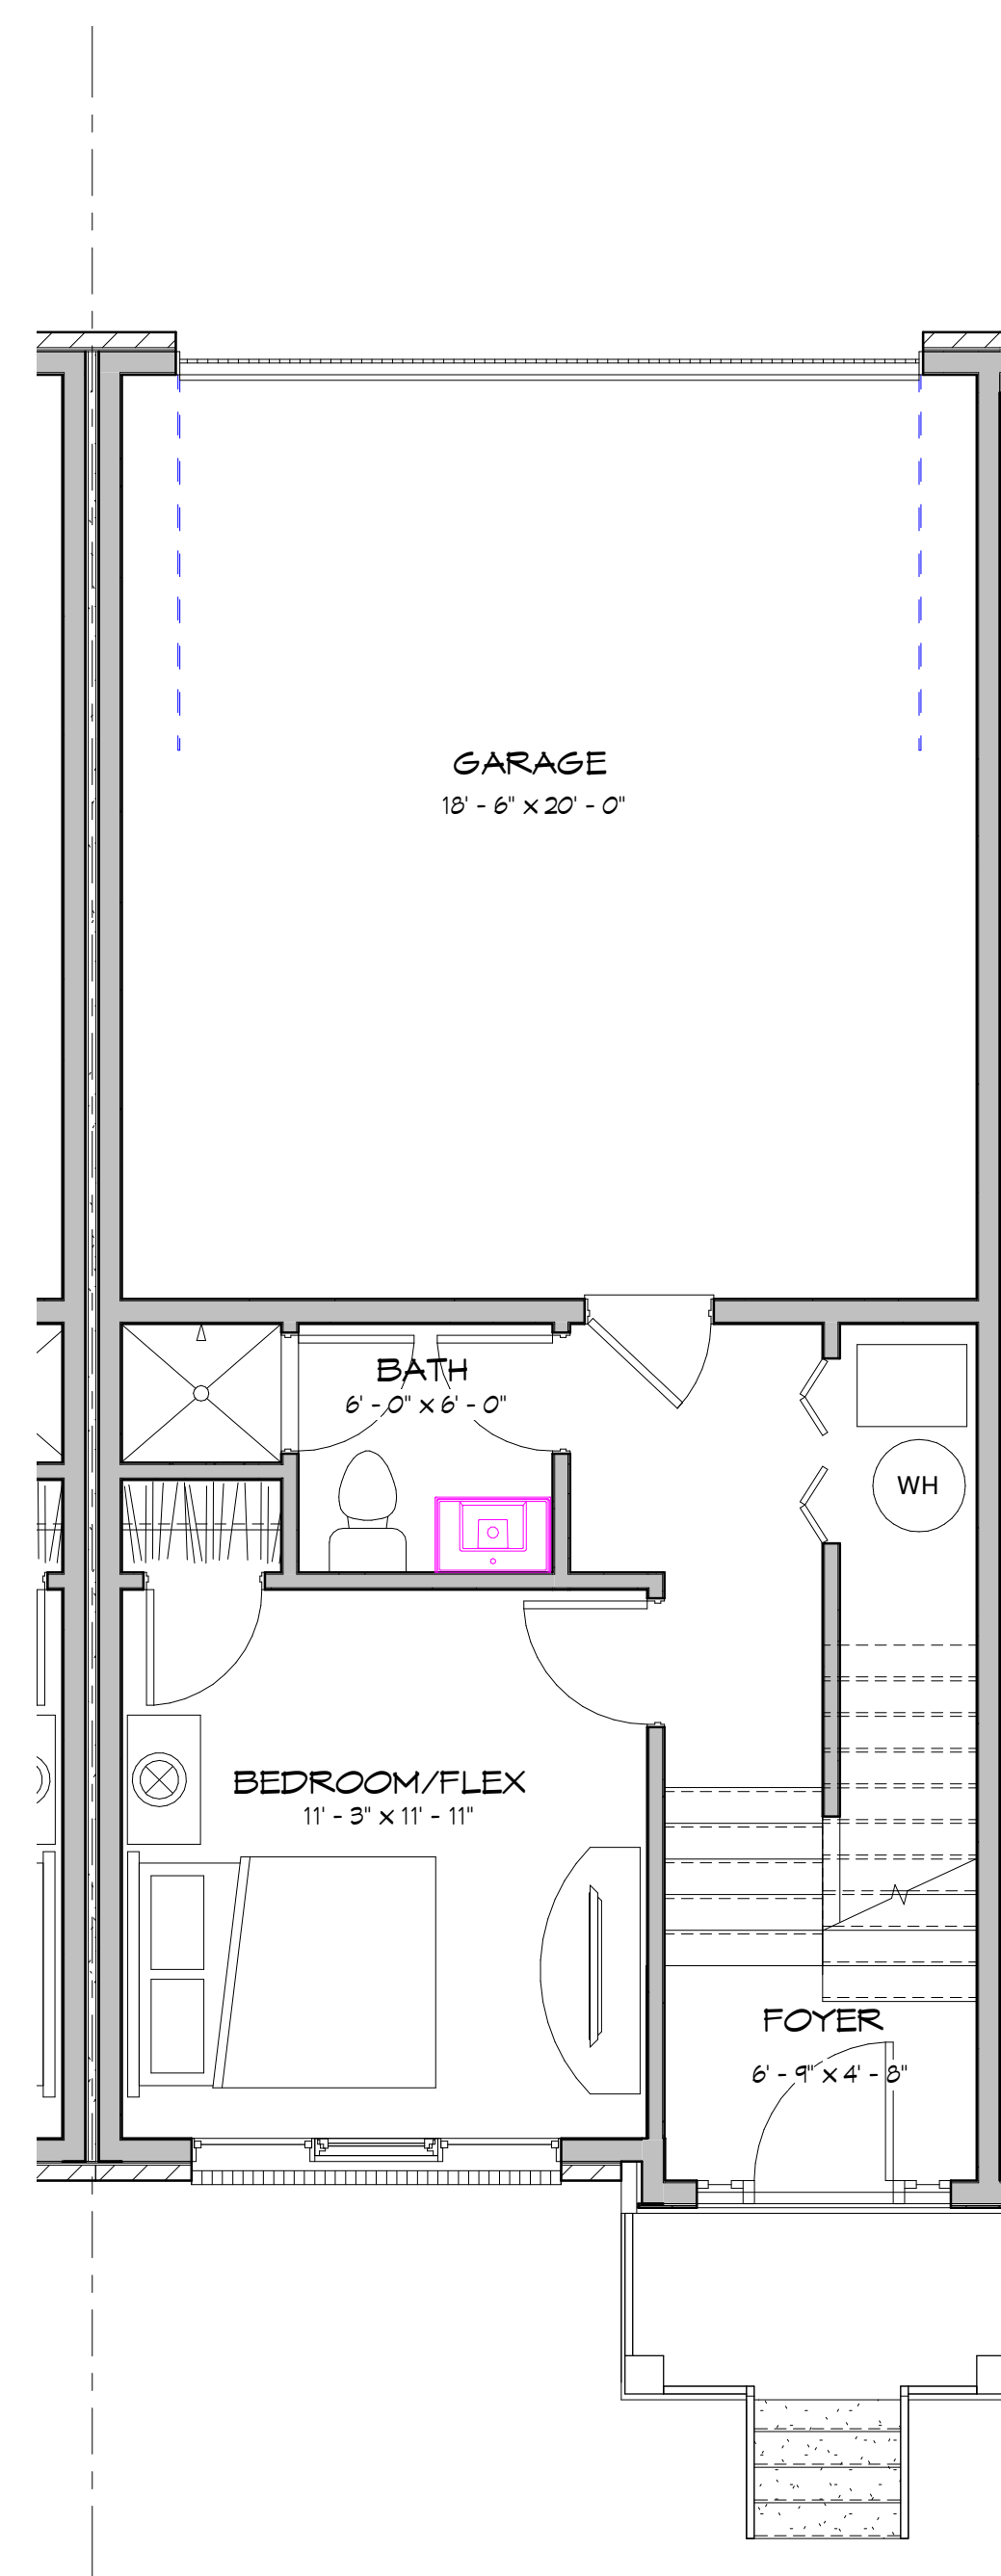 GARAGE
18' - 6" x 20' - 0"
BATH
6' - 0" x 6' - 0"
WH
BEDROOM/FLEX
11' - 3" x 11' - 11"
FOYER
6' - 9" x 4' - 8"